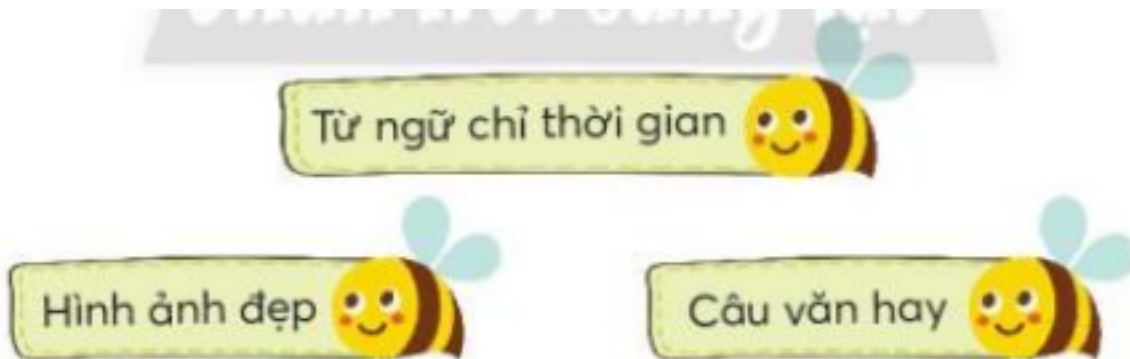 Từ ngữ chỉ thời gian
Hình ảnh đẹp
Câu văn hay